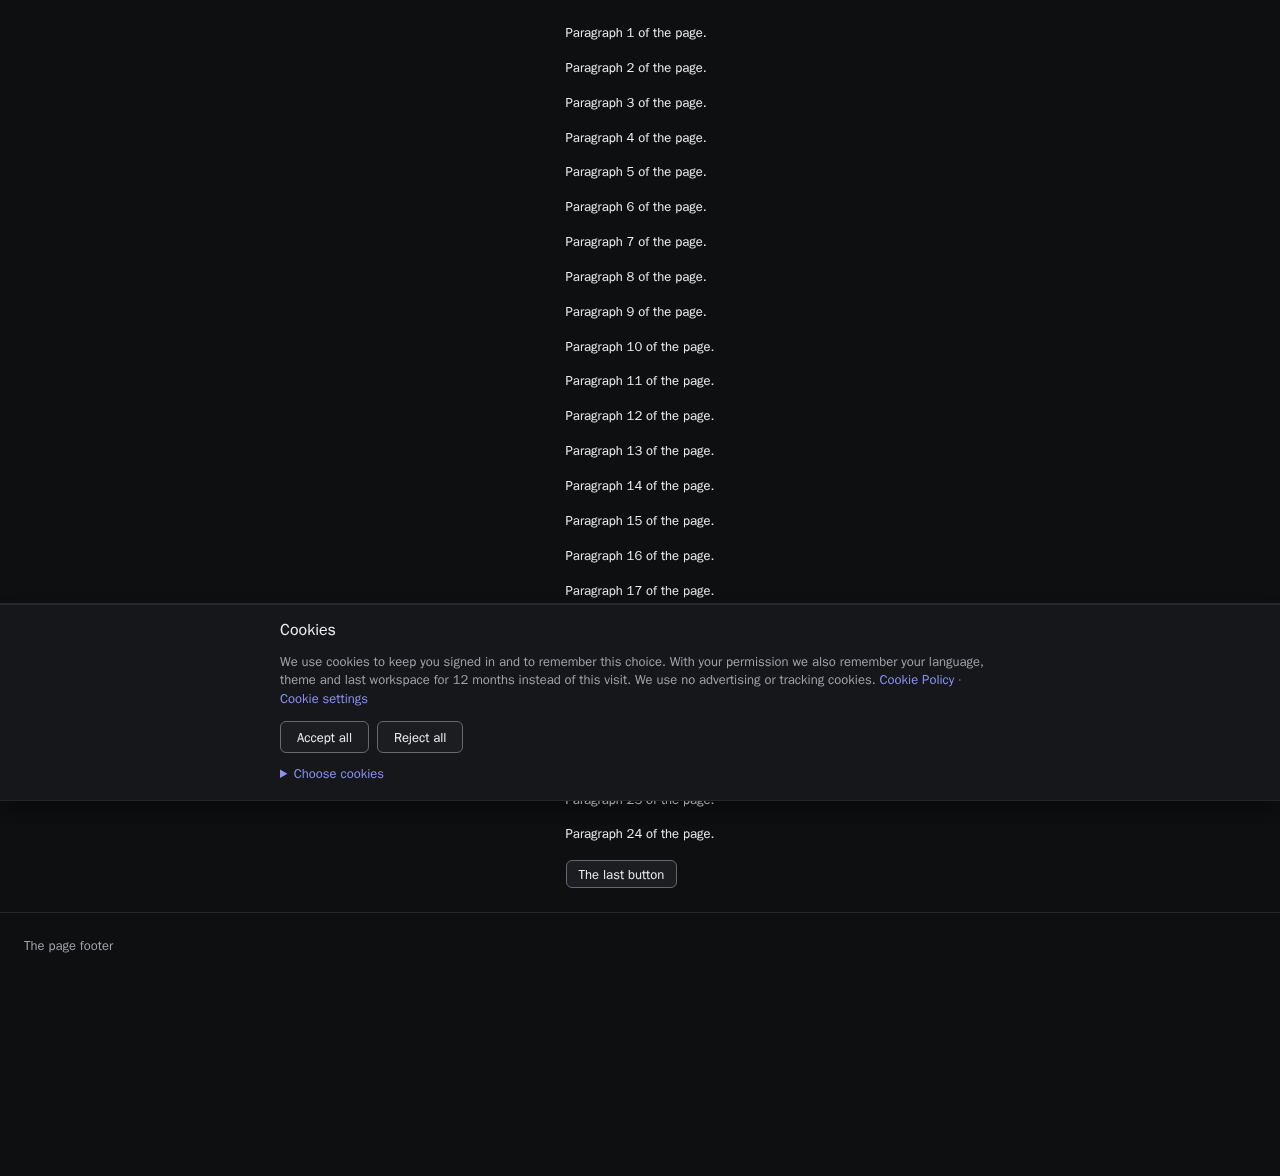 Paragraph 1 of the page.
Paragraph 2 of the page.
Paragraph 3 of the page.
Paragraph 4 of the page.
Paragraph 5 of the page.
Paragraph 6 of the page.
Paragraph 7 of the page.
Paragraph 8 of the page.
Paragraph 9 of the page.
Paragraph 10 of the page.
Paragraph 11 of the page.
Paragraph 12 of the page.
Paragraph 13 of the page.
Paragraph 14 of the page.
Paragraph 15 of the page.
Paragraph 16 of the page.
Paragraph 17 of the page.
Cookies
We use cookies to keep you signed in and to remember this choice. With your permission we also remember your language,
theme and last workspace for 12 months instead of this visit. We use no advertising or tracking cookies. Cookie Policy ·
Cookie settings
Accept all Reject all
Choose cookies
Paragraph 23 of the page.
Paragraph 24 of the page.
The last button
The page footer